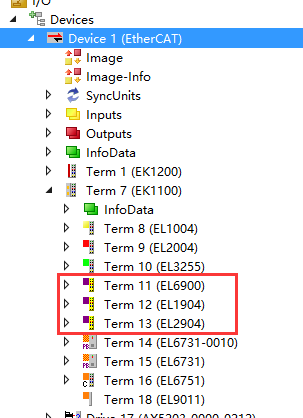 I/O
Devices
Device 1 (EtherCAT)
Image
Image-Info
SyncUnits
Inputs
Outputs
InfoData
Term 1 (EK1200)
Term 7 (EK1100)
InfoData
Term 8 (EL1004)
Term 9 (EL2004)
Term 10 (EL3255)
Term 11 (EL6900)
Term 12 (EL1904)
Term 13 (EL2904)
Term 14 (EL6731-0010)
Term 15 (EL6731)
Term 16 (EL6751)
Term 18 (EL9011)
Drive 17 (AX5203-0000-0212)